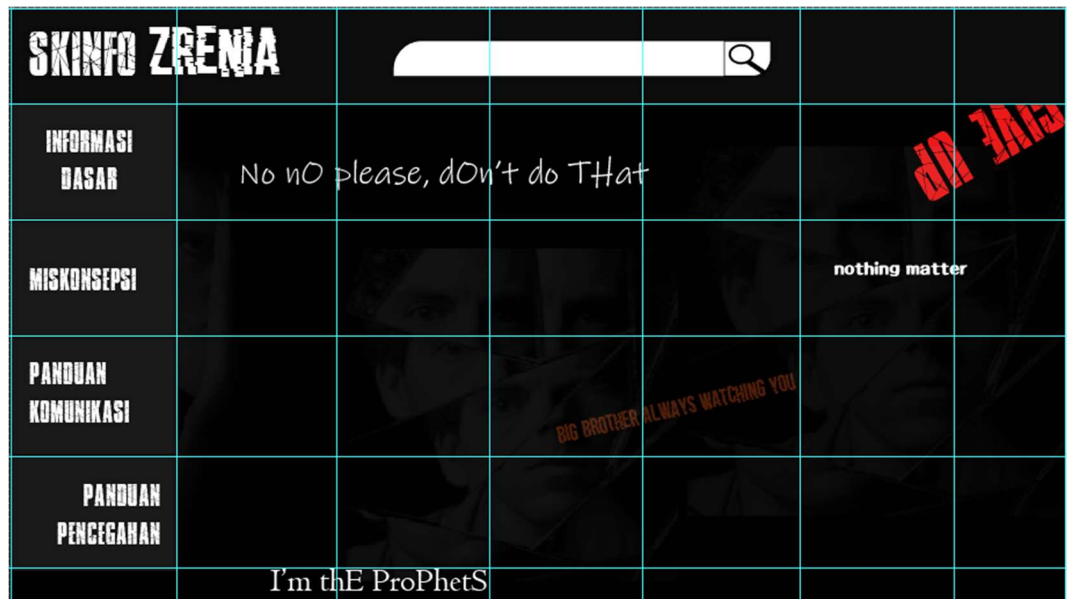 SKINFO ZRENIA
GIVE UP
INFORMASI
DASAR
No nO please, dOn't do THat
MISKONSEPSI
nothing matter
PANDUAN
KOMUNIKASI
BIG BROTHER ALWAYS WATCHING YOU
PANDUAN
PENCEGAHAN
I'm thE ProPhetS